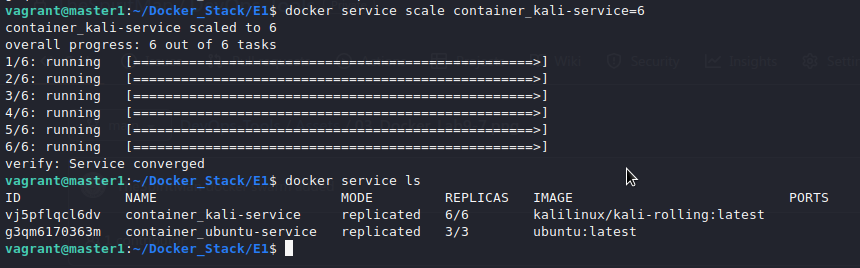 vagrant@master1:~/Docker_Stack/E1$ docker service scale container_kali-service=6
container_kali-service scaled to 6
overall progress: 6 out of 6 tasks
1/6: running   [==================================================>]
2/6: running   [==================================================>]
3/6: running   [==================================================>]
4/6: running   [==================================================>]
5/6: running   [==================================================>]
6/6: running   [==================================================>]
verify: Service converged
vagrant@master1:~/Docker_Stack/E1$ docker service ls
ID             NAME                       MODE         REPLICAS   IMAGE                           PORTS
vj5pflqcl6dv   container_kali-service     replicated   6/6        kalilinux/kali-rolling:latest
g3qm6170363m   container_ubuntu-service   replicated   3/3        ubuntu:latest
vagrant@master1:~/Docker_Stack/E1$
Wiki Security Insights